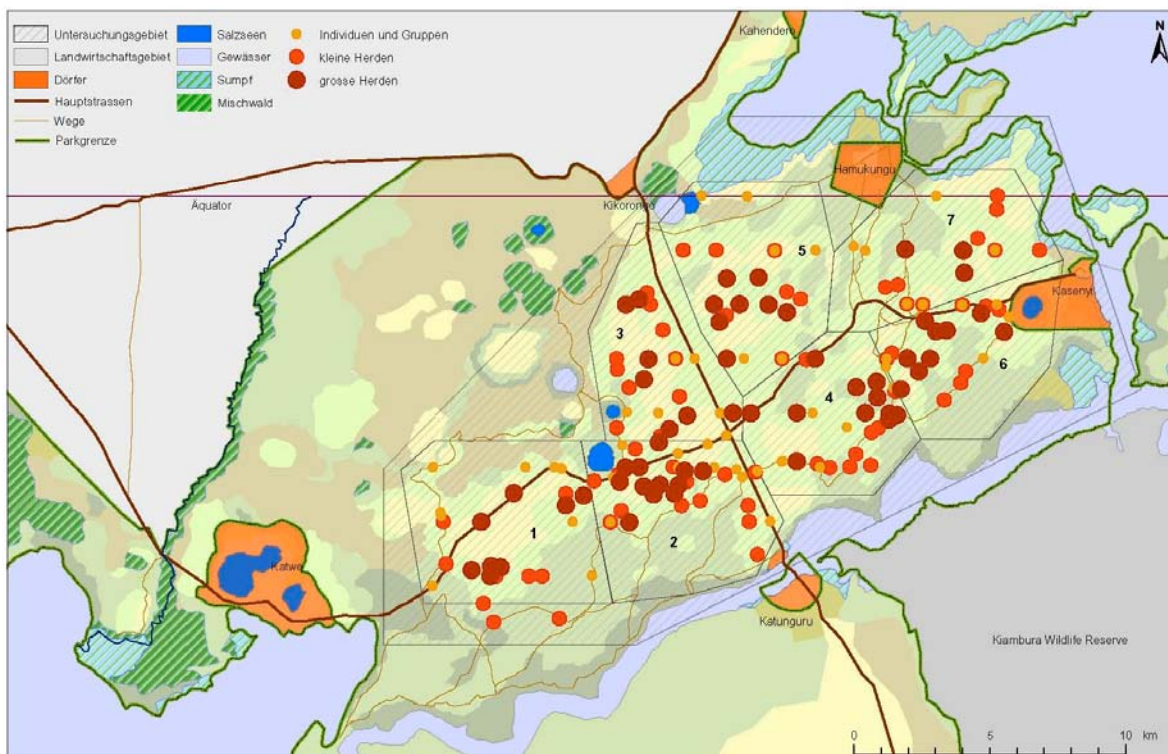 Untersuchungsgebiet
Landwirtschaftsgebiet
Dörfer
Hauptstrassen
Wege
Parkgrenze
Salzseen
Gewässer
Sumpf
Mischwald
Individuen und Gruppen
kleine Herden
grosse Herden
Kahendero
N
Hamukungu
Äquator
Kikorongo
7
5
Kasenyi
3
6
4
1
2
Katwe
Katunguru
Kiambura Wildlife Reserve
0 5 10 km